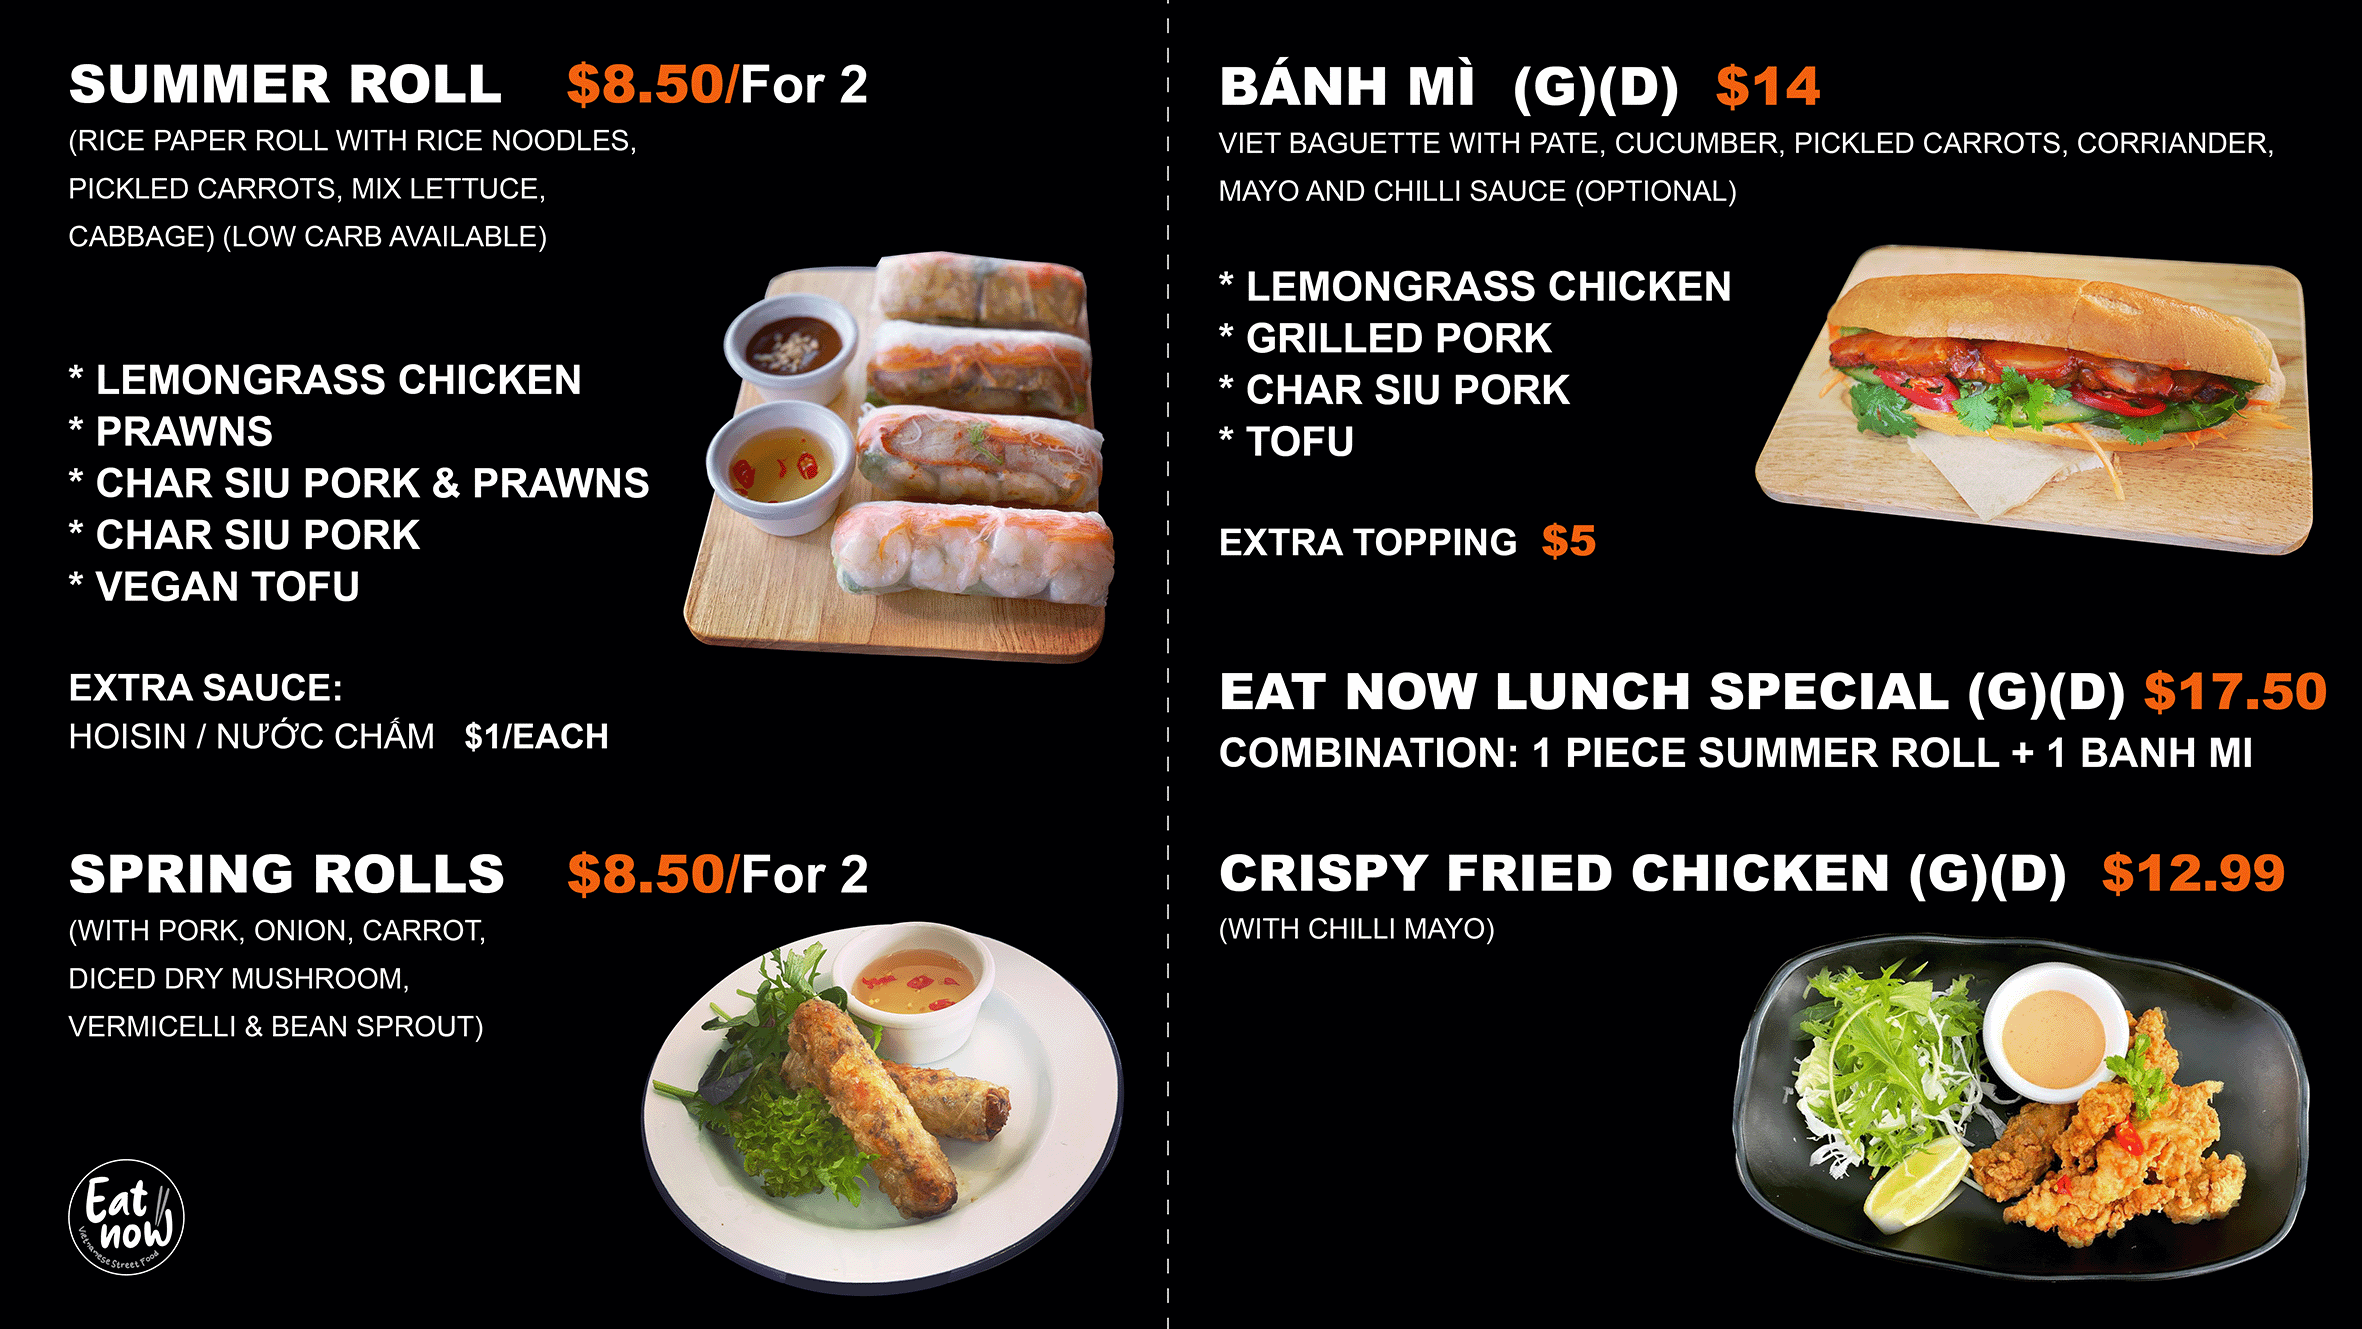 SUMMER ROLL $8.50/For 2
(RICE PAPER ROLL WITH RICE NOODLES,
PICKLED CARROTS, MIX LETTUCE,
CABBAGE) (LOW CARB AVAILABLE)
* LEMONGRASS CHICKEN
* PRAWNS
* CHAR SIU PORK & PRAWNS
* CHAR SIU PORK
* VEGAN TOFU
EXTRA SAUCE:
HOISIN / NƯỚC CHẤM $1/EACH
SPRING ROLLS $8.50/For 2
(WITH PORK, ONION, CARROT,
DICED DRY MUSHROOM,
VERMICELLI & BEAN SPROUT)
Eat
now
Vietnamese Street Food
BÁNH MÌ (G)(D) $14
VIET BAGUETTE WITH PATE, CUCUMBER, PICKLED CARROTS, CORRIANDER,
MAYO AND CHILLI SAUCE (OPTIONAL)
* LEMONGRASS CHICKEN
* GRILLED PORK
* CHAR SIU PORK
* TOFU
EXTRA TOPPING $5
EAT NOW LUNCH SPECIAL (G)(D) $17.50
COMBINATION: 1 PIECE SUMMER ROLL + 1 BANH MI
CRISPY FRIED CHICKEN (G)(D) $12.99
(WITH CHILLI MAYO)